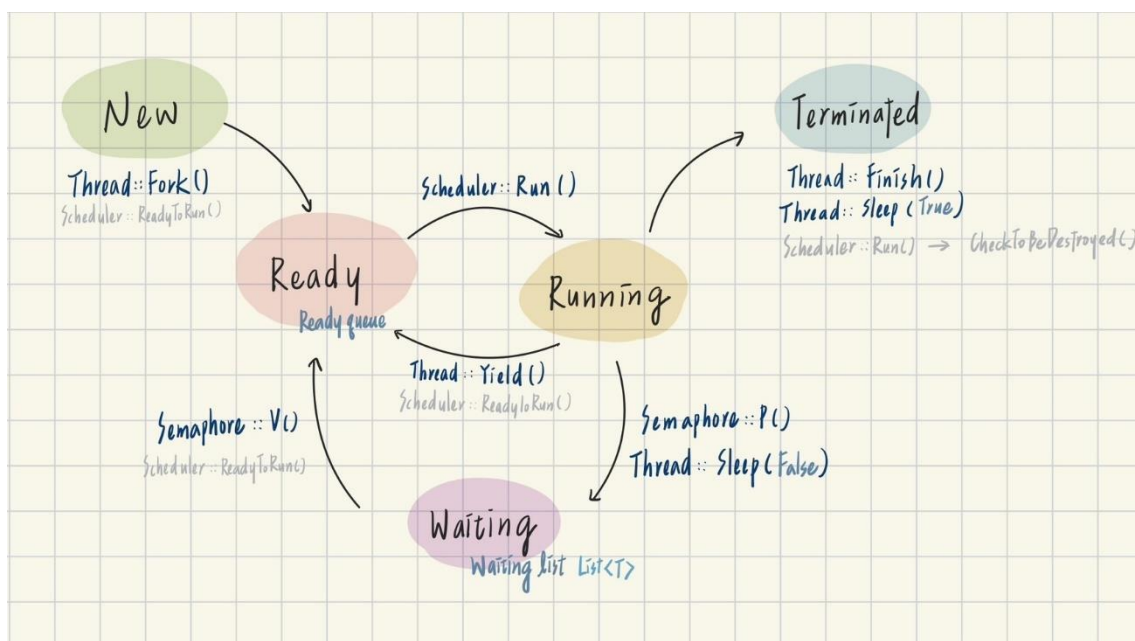 New
Thread::Fork()
Scheduler::ReadyToRun()
Scheduler::Run()
Terminated
Thread::Finish()
Thread::Sleep(True)
Scheduler::Run() → CheckToBeDestroyed()
Ready
Ready queue
Running
Thread::Yield()
Scheduler::ReadyToRun()
Semaphore::V()
Scheduler::ReadyToRun()
Semaphore::P()
Thread::Sleep(False)
Waiting
Waiting list List<T>